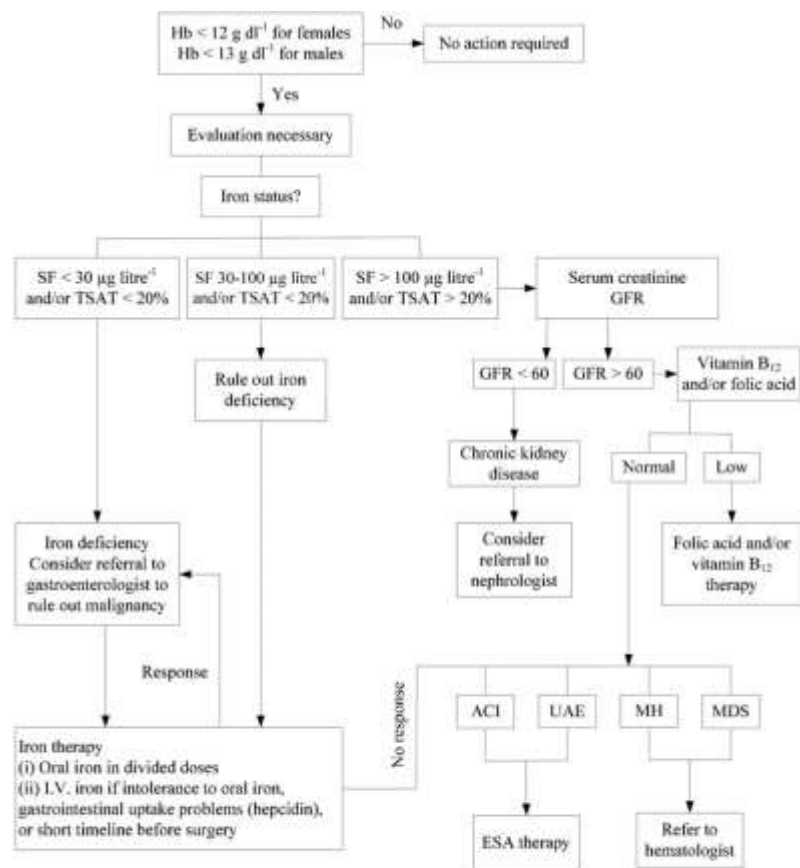 Hb < 12 g dl⁻¹ for females
Hb < 13 g dl⁻¹ for males
No
No action required
Yes
Evaluation necessary
Iron status?
SF < 30 µg litre⁻¹
and/or TSAT < 20%
SF 30-100 µg litre⁻¹
and/or TSAT < 20%
SF > 100 µg litre⁻¹
and/or TSAT > 20%
Serum creatinine
GFR
Rule out iron
deficiency
GFR < 60
GFR > 60
Vitamin B₁₂
and/or folic acid
Chronic kidney
disease
Normal
Low
Iron deficiency
Consider referral to
gastroenterologist to
rule out malignancy
Consider
referral to
nephrologist
Folic acid and/or
vitamin B₁₂
therapy
Response
No response
ACI
UAE
MH
MDS
Iron therapy
(i) Oral iron in divided doses
(ii) I.V. iron if intolerance to oral iron,
gastrointestinal uptake problems (hepcidin),
or short timeline before surgery
ESA therapy
Refer to
hematologist